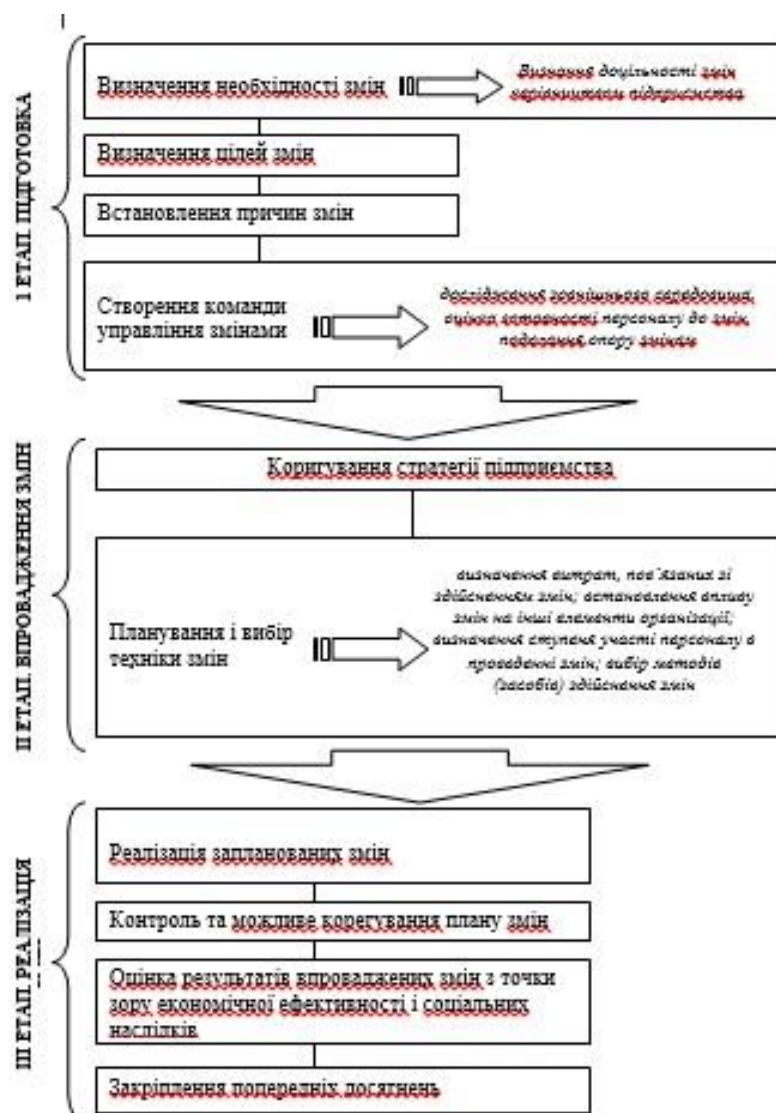 І ЕТАП. ПІДГОТОВКА
Визначення необхідності змін
Визнання доцільності змін
керівництвом підприємства
Визначення цілей змін
Встановлення причин змін
Створення команди
управління змінами
дослідження зовнішнього середовища,
оцінка готовності персоналу до змін,
подолання опору змінам
ІІ ЕТАП. ВПРОВАДЖЕННЯ ЗМІН
Коригування стратегії підприємства
Планування і вибір
техніки змін
визначення витрат, пов'язаних зі
здійсненням змін; встановлення впливу
змін на інші елементи організації;
визначення ступеня участі персоналу в
проведенні змін; вибір методів
(засобів) здійснення змін
ІІІ ЕТАП. РЕАЛІЗАЦІЯ
Реалізація запланованих змін
Контроль та можливе корегування плану змін
Оцінка результатів впроваджених змін з точки
зору економічної ефективності і соціальних
наслідків
Закріплення попередніх досягнень